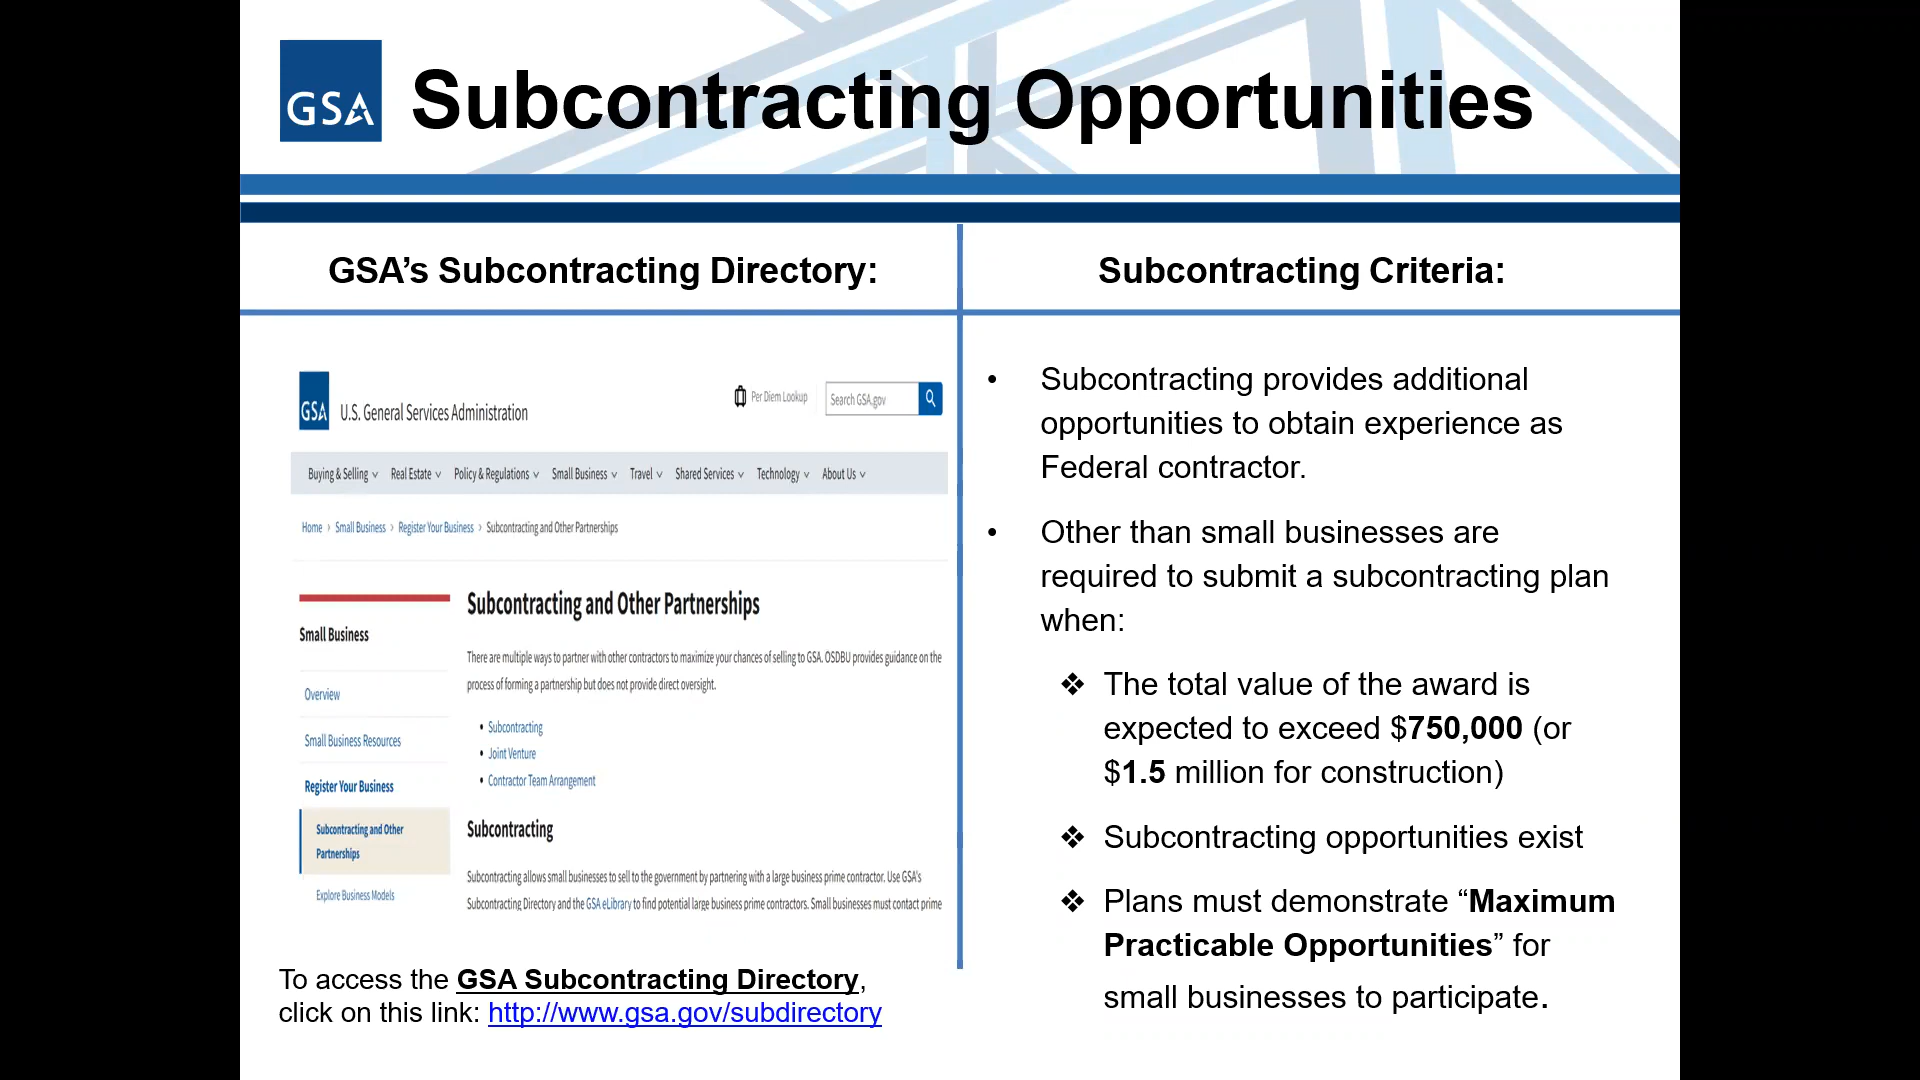 GSA
Subcontracting Opportunities
GSA’s Subcontracting Directory:
GSA
U.S. General Services Administration
Per Diem Lookup
Search GSA.gov
Buying & Selling Real Estate Policy & Regulations Small Business Travel Shared Services Technology About Us
Home › Small Business › Register Your Business › Subcontracting and Other Partnerships
Small Business
Overview
Small Business Resources
Register Your Business
Subcontracting and Other
Partnerships
Explore Business Models
Subcontracting and Other Partnerships
There are multiple ways to partner with other contractors to maximize your chances of selling to GSA. OSDBU provides guidance on the
process of forming a partnership but does not provide direct oversight.
• Subcontracting
• Joint Venture
• Contractor Team Arrangement
Subcontracting
Subcontracting allows small businesses to sell to the government by partnering with a large business prime contractor. Use GSA's
Subcontracting Directory and the GSA eLibrary to find potential large business prime contractors. Small businesses must contact prime
To access the GSA Subcontracting Directory,
click on this link: http://www.gsa.gov/subdirectory
Subcontracting Criteria:
• Subcontracting provides additional
opportunities to obtain experience as
Federal contractor.
• Other than small businesses are
required to submit a subcontracting plan
when:
❖ The total value of the award is
expected to exceed $750,000 (or
$1.5 million for construction)
❖ Subcontracting opportunities exist
❖ Plans must demonstrate “Maximum
Practicable Opportunities” for
small businesses to participate.